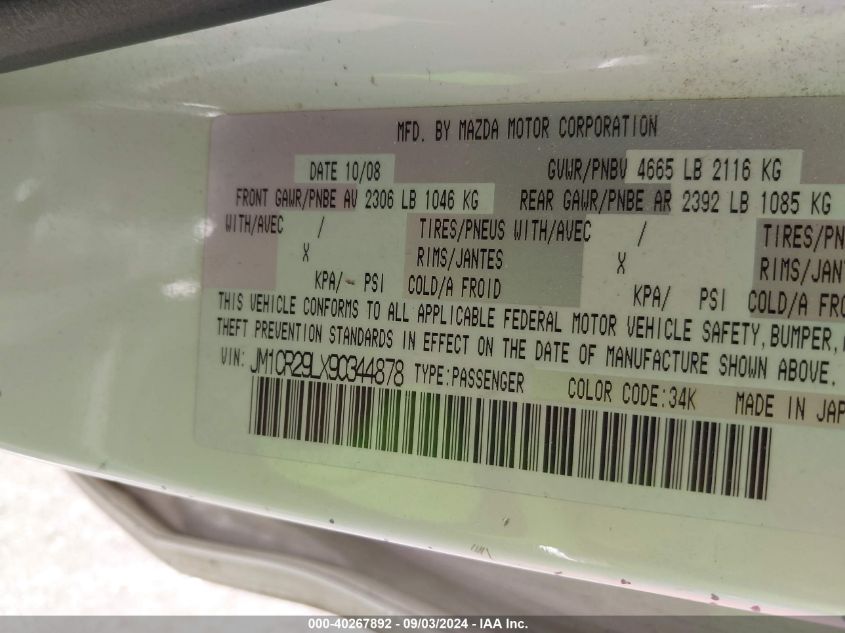 MFD. BY MAZDA MOTOR CORPORATION
DATE 10/08 GVWR/PNBV 4665 LB 2116 KG
FRONT GAWR/PNBE AV 2306 LB 1046 KG REAR GAWR/PNBE AR 2392 LB 1085 KG
WITH/AVEC / TIRES/PNEUS WITH/AVEC / TIRES/PN
X RIMS/JANTES X RIMS/JAN
KPA/- PSI COLD/A FROID KPA/ PSI COLD/A FRO
THIS VEHICLE CONFORMS TO ALL APPLICABLE FEDERAL MOTOR VEHICLE SAFETY, BUMPER,
THEFT PREVENTION STANDARDS IN EFFECT ON THE DATE OF MANUFACTURE SHOWN ABOVE.
VIN: JM1CR29LX90344878 TYPE:PASSENGER COLOR CODE:34K MADE IN JAP
000-40267892 - 09/03/2024 - IAA Inc.